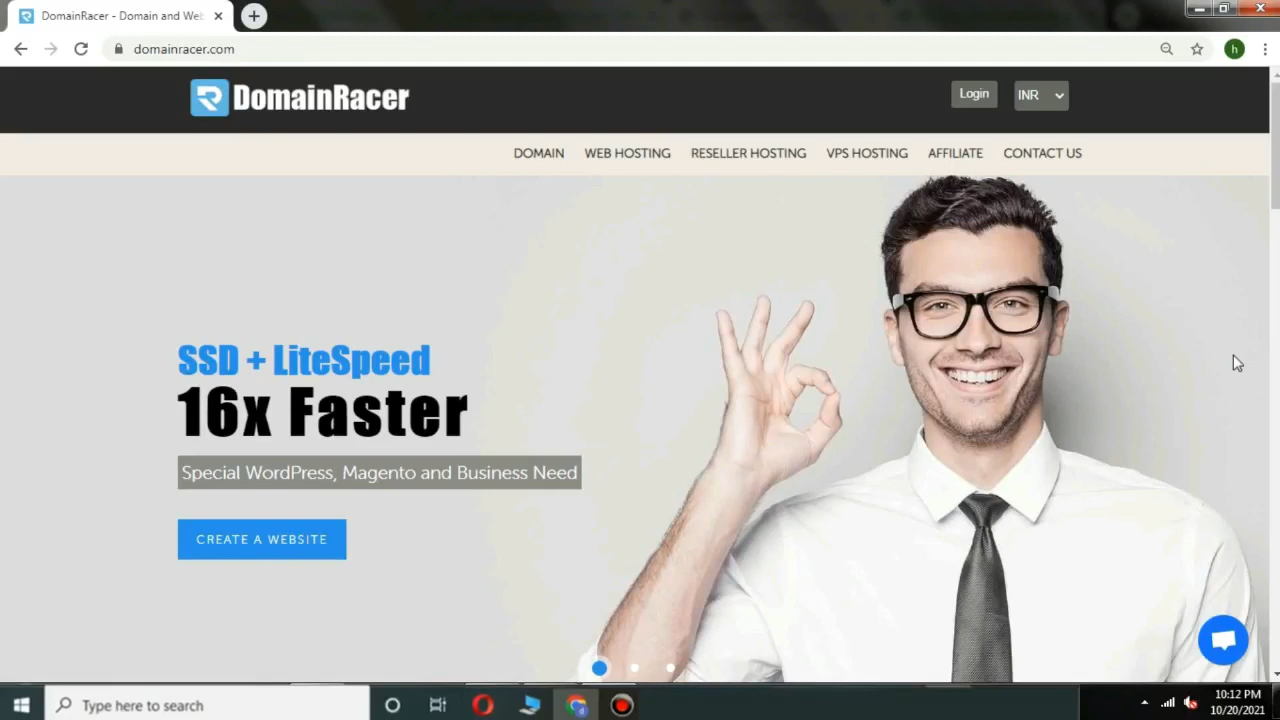 DomainRacer - Domain and Web
domainracer.com
h
DomainRacer
Login
INR
DOMAIN
WEB HOSTING
RESELLER HOSTING
VPS HOSTING
AFFILIATE
CONTACT US
SSD + LiteSpeed
16x Faster
Special WordPress, Magento and Business Need
CREATE A WEBSITE
Type here to search
10:12 PM
10/20/2021